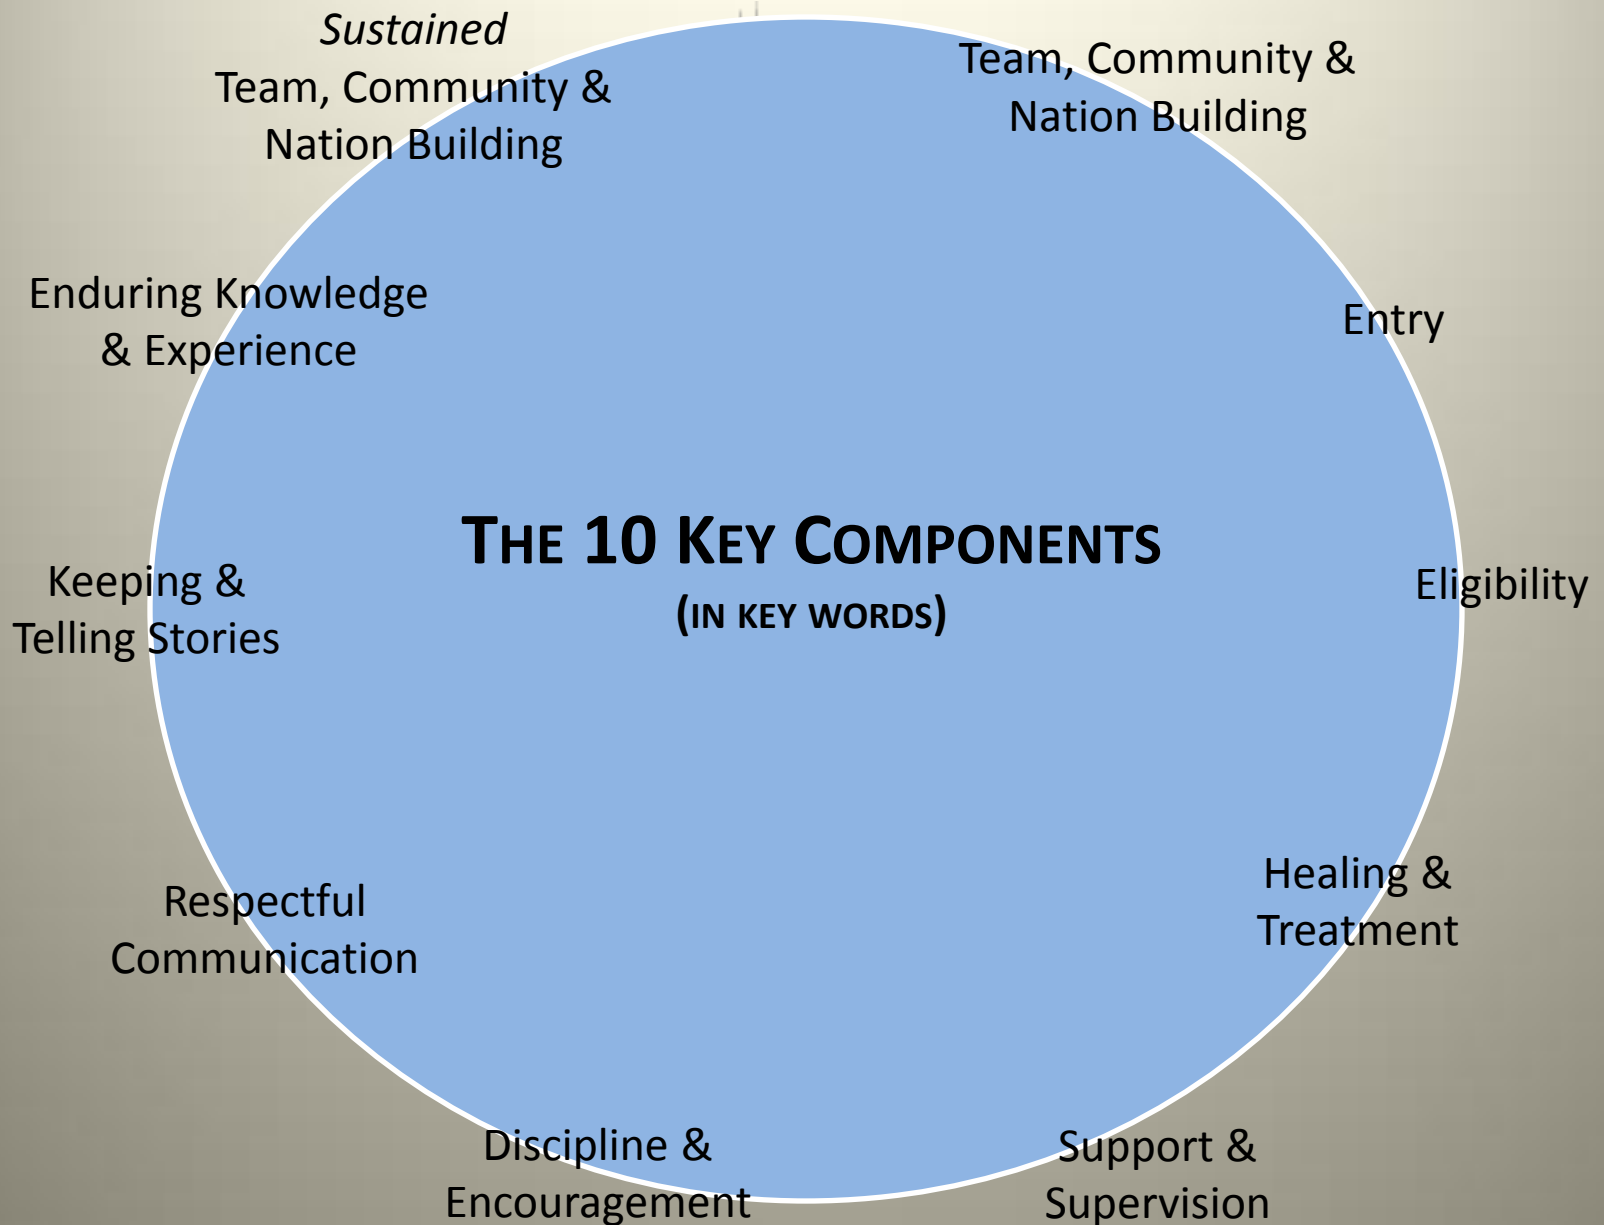 Sustained
Team, Community &
Nation Building
Team, Community &
Nation Building
Enduring Knowledge
& Experience
Entry
THE 10 KEY COMPONENTS
(IN KEY WORDS)
Keeping &
Telling Stories
Eligibility
Healing &
Treatment
Respectful
Communication
Discipline &
Encouragement
Support &
Supervision